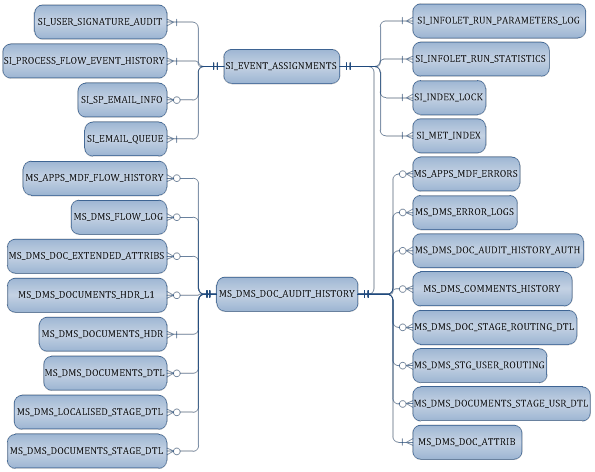 SI_USER_SIGNATURE_AUDIT
SI_PROCESS_FLOW_EVENT_HISTORY
SI_SP_EMAIL_INFO
SI_EMAIL_QUEUE
SI_EVENT_ASSIGNMENTS
SI_INFOLET_RUN_PARAMETERS_LOG
SI_INFOLET_RUN_STATISTICS
SI_INDEX_LOCK
SI_MET_INDEX
MS_APPS_MDF_FLOW_HISTORY
MS_DMS_FLOW_LOG
MS_DMS_DOC_EXTENDED_ATTRIBS
MS_DMS_DOCUMENTS_HDR_L1
MS_DMS_DOCUMENTS_HDR
MS_DMS_DOCUMENTS_DTL
MS_DMS_LOCALISED_STAGE_DTL
MS_DMS_DOCUMENTS_STAGE_DTL
MS_DMS_DOC_AUDIT_HISTORY
MS_APPS_MDF_ERRORS
MS_DMS_ERROR_LOGS
MS_DMS_DOC_AUDIT_HISTORY_AUTH
MS_DMS_COMMENTS_HISTORY
MS_DMS_DOC_STAGE_ROUTING_DTL
MS_DMS_STG_USER_ROUTING
MS_DMS_DOCUMENTS_STAGE_USR_DTL
MS_DMS_DOC_ATTRIB